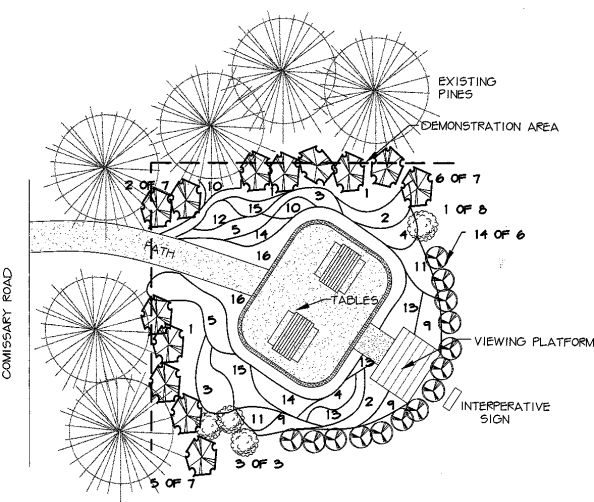 EXISTING
PINES
DEMONSTRATION AREA
2 OF 7
10
3
1
6 OF 7
15
10
12
5
14
2
1 OF 8
4
14 OF 6
16
PATH
11
16
TABLES
13
9
5
1
COMISSARY ROAD
VIEWING PLATFORM
15
13
3
14
4
2
9
INTERPERATIVE
SIGN
11
9
13
3 OF 3
5 OF 7